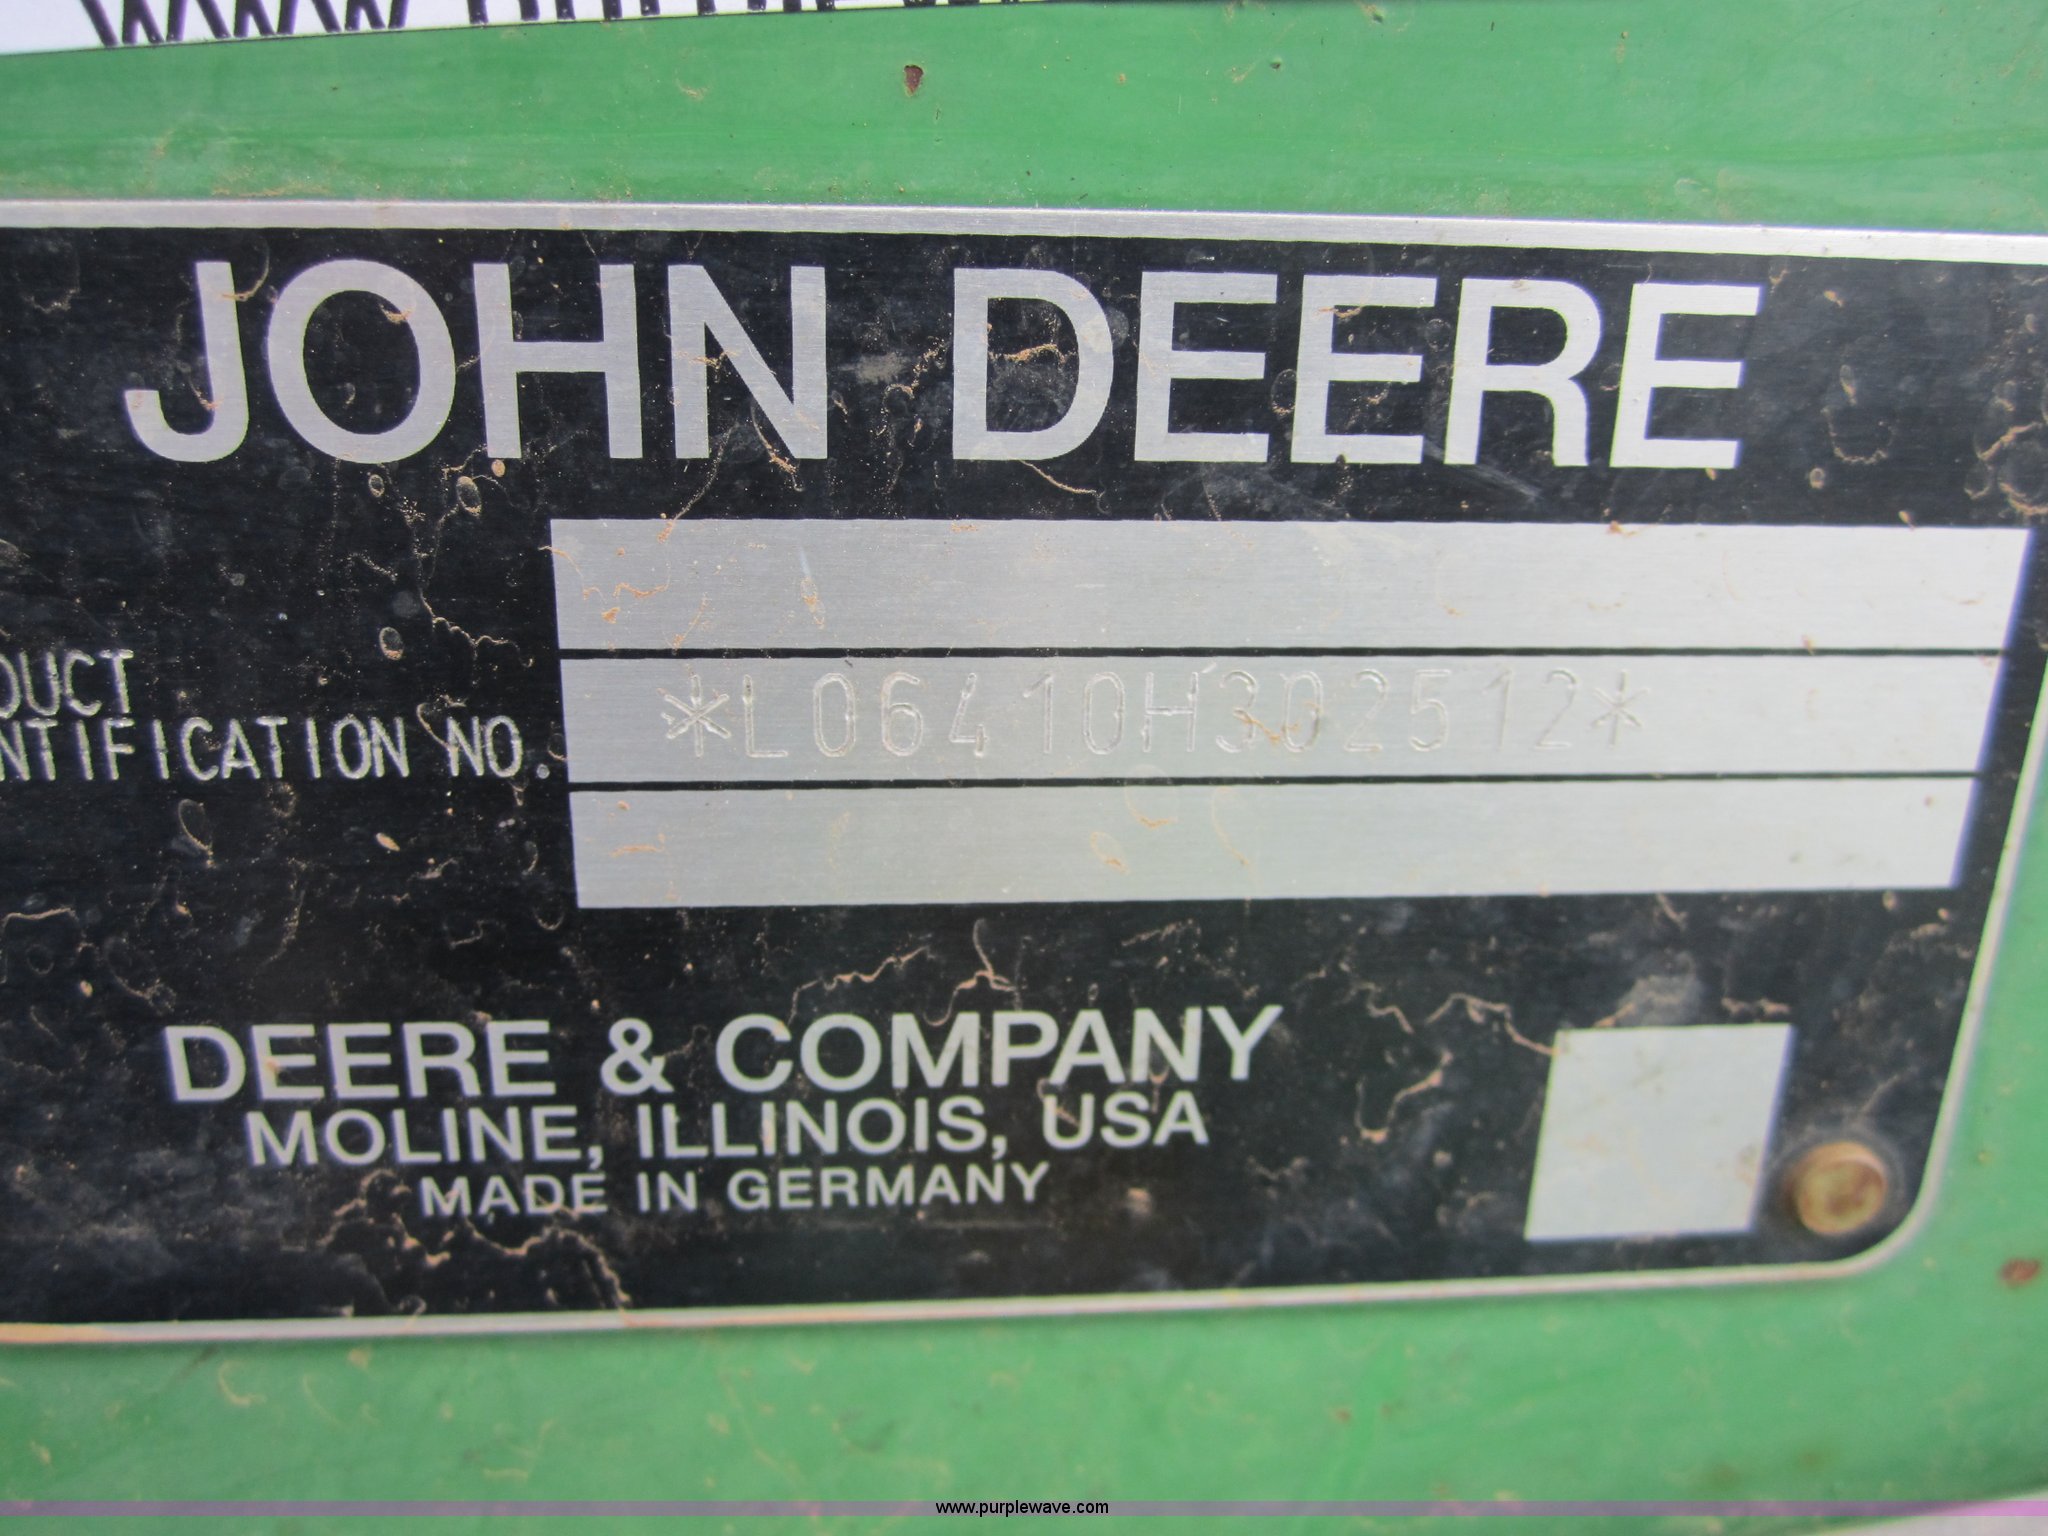 JOHN DEERE
DUCT
NTIFICATION NO.
*L06410H302512*
DEERE & COMPANY
MOLINE, ILLINOIS, USA
MADE IN GERMANY
www.purplewave.com